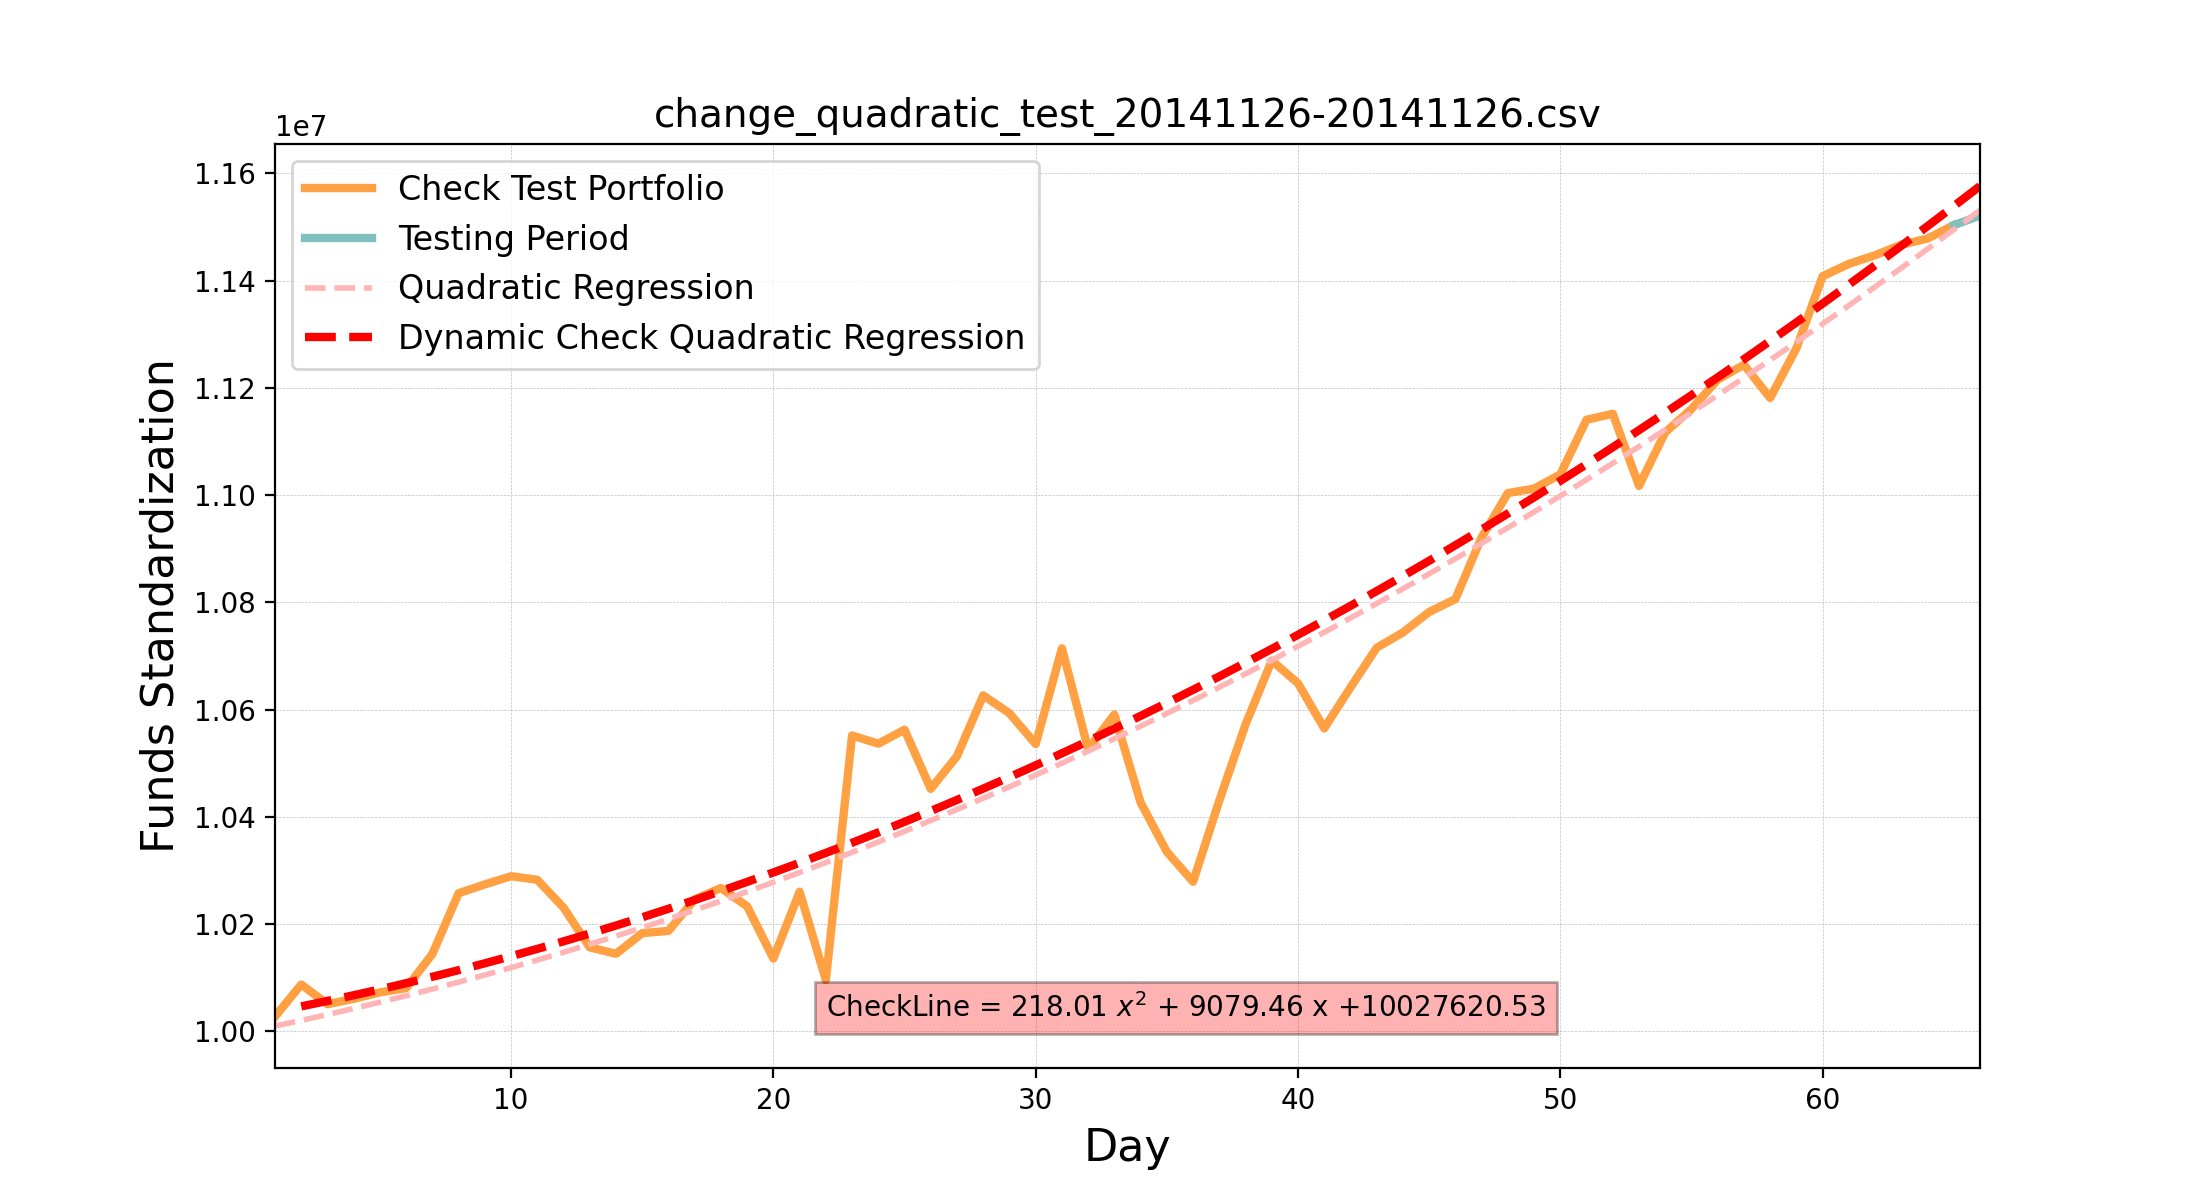 change_quadratic_test_20141126-20141126.csv
1e7
Check Test Portfolio
Testing Period
Quadratic Regression
Dynamic Check Quadratic Regression
1.16
1.14
1.12
1.10
1.08
1.06
1.04
1.02
1.00
Funds Standardization
CheckLine = 218.01 x² + 9079.46 x +10027620.53
10 20 30 40 50 60
Day